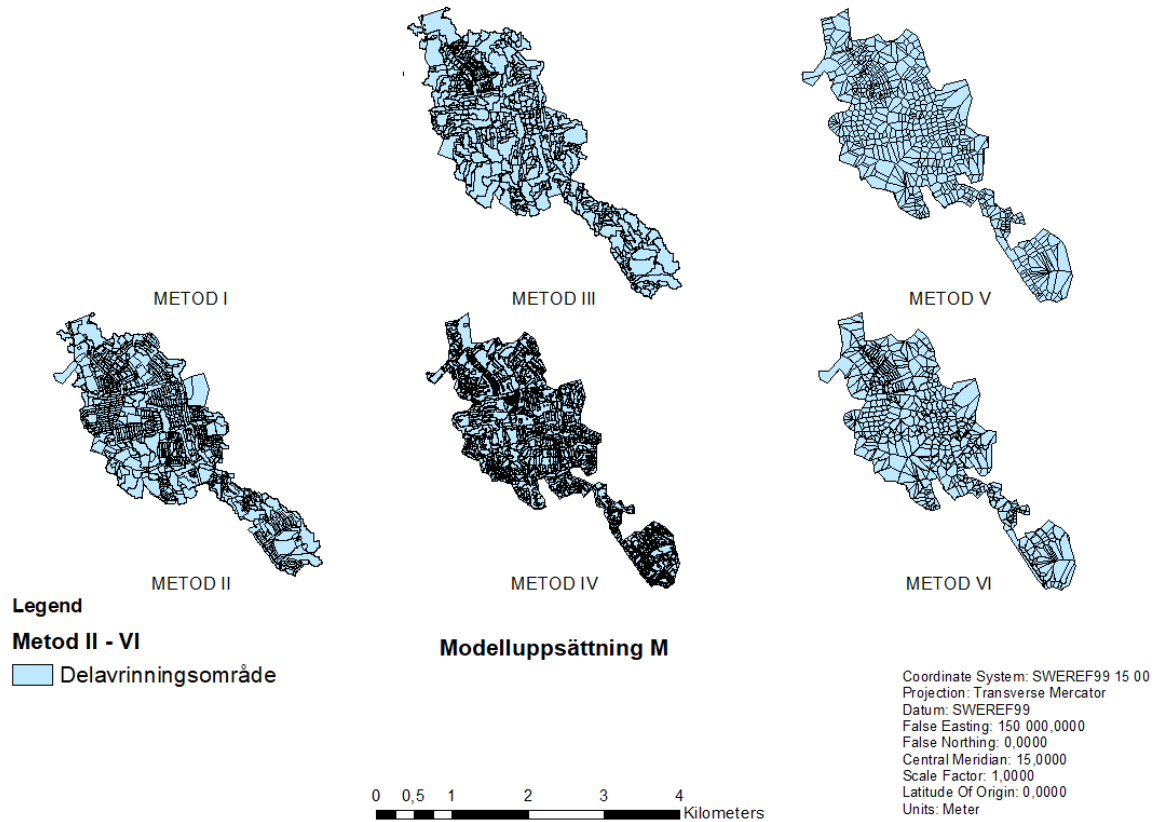 METOD I
METOD III
METOD V
METOD II
METOD IV
METOD VI
Legend
Metod II - VI
Delavrinningsområde
Modelluppsättning M
Coordinate System: SWEREF99 15 00
Projection: Transverse Mercator
Datum: SWEREF99
False Easting: 150 000,0000
False Northing: 0,0000
Central Meridian: 15,0000
Scale Factor: 1,0000
Latitude Of Origin: 0,0000
Units: Meter
0 0,5 1 2 3 4
Kilometers